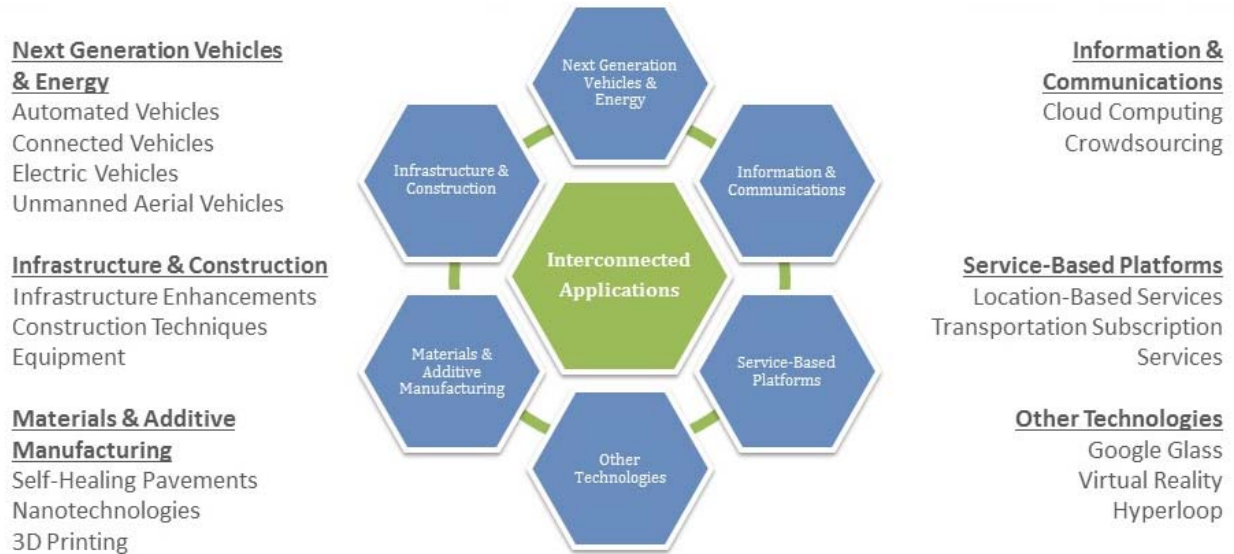 Next Generation Vehicles
& Energy
Automated Vehicles
Connected Vehicles
Electric Vehicles
Unmanned Aerial Vehicles
Infrastructure & Construction
Infrastructure Enhancements
Construction Techniques
Equipment
Materials & Additive
Manufacturing
Self-Healing Pavements
Nanotechnologies
3D Printing
Next Generation
Vehicles &
Energy
Infrastructure &
Construction
Information &
Communications
Interconnected
Applications
Materials &
Additive
Manufacturing
Service-Based
Platforms
Other
Technologies
Information &
Communications
Cloud Computing
Crowdsourcing
Service-Based Platforms
Location-Based Services
Transportation Subscription
Services
Other Technologies
Google Glass
Virtual Reality
Hyperloop